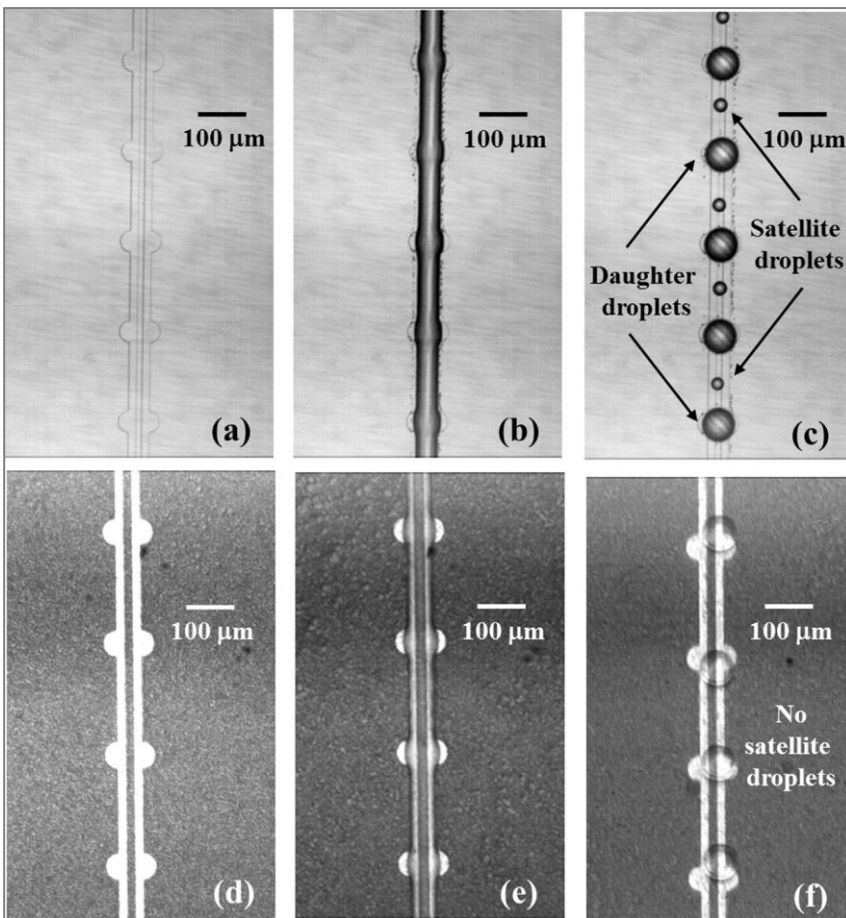 100 µm
(a)
100 µm
(b)
100 µm
Satellite
droplets
Daughter
droplets
(c)
100 µm
(d)
100 µm
(e)
100 µm
No
satellite
droplets
(f)